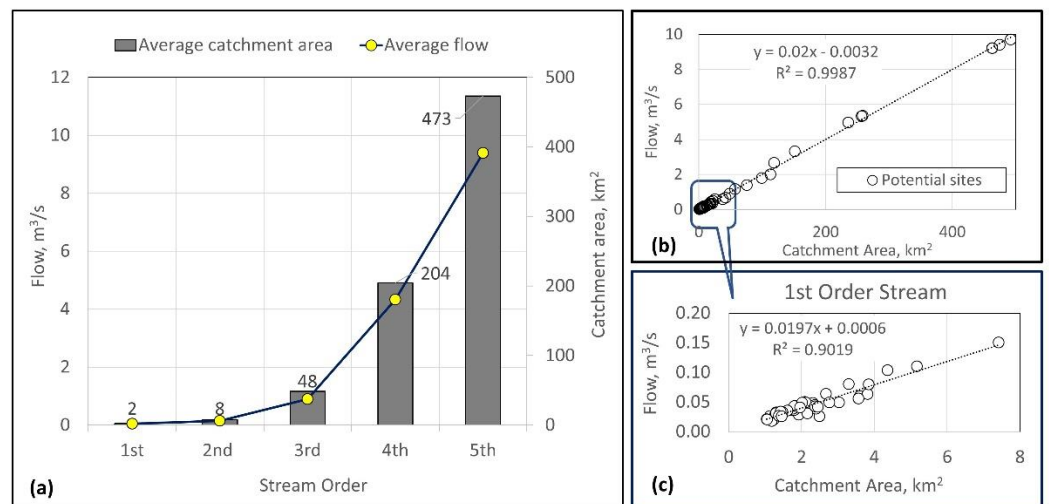 Average catchment area
Average flow
12
10
8
6
4
2
0
Flow, m³/s
500
400
300
200
100
0
Catchment area, km²
2
8
48
204
473
1st 2nd 3rd 4th 5th
Stream Order
(a)
y = 0.02x - 0.0032
R² = 0.9987
10
8
6
4
2
0
Flow, m³/s
Potential sites
0 200 400
Catchment Area, km²
(b)
1st Order Stream
y = 0.0197x + 0.0006
R² = 0.9019
0.20
0.15
0.10
0.05
0.00
Flow, m³/s
0 2 4 6 8
Catchment Area, km²
(c)